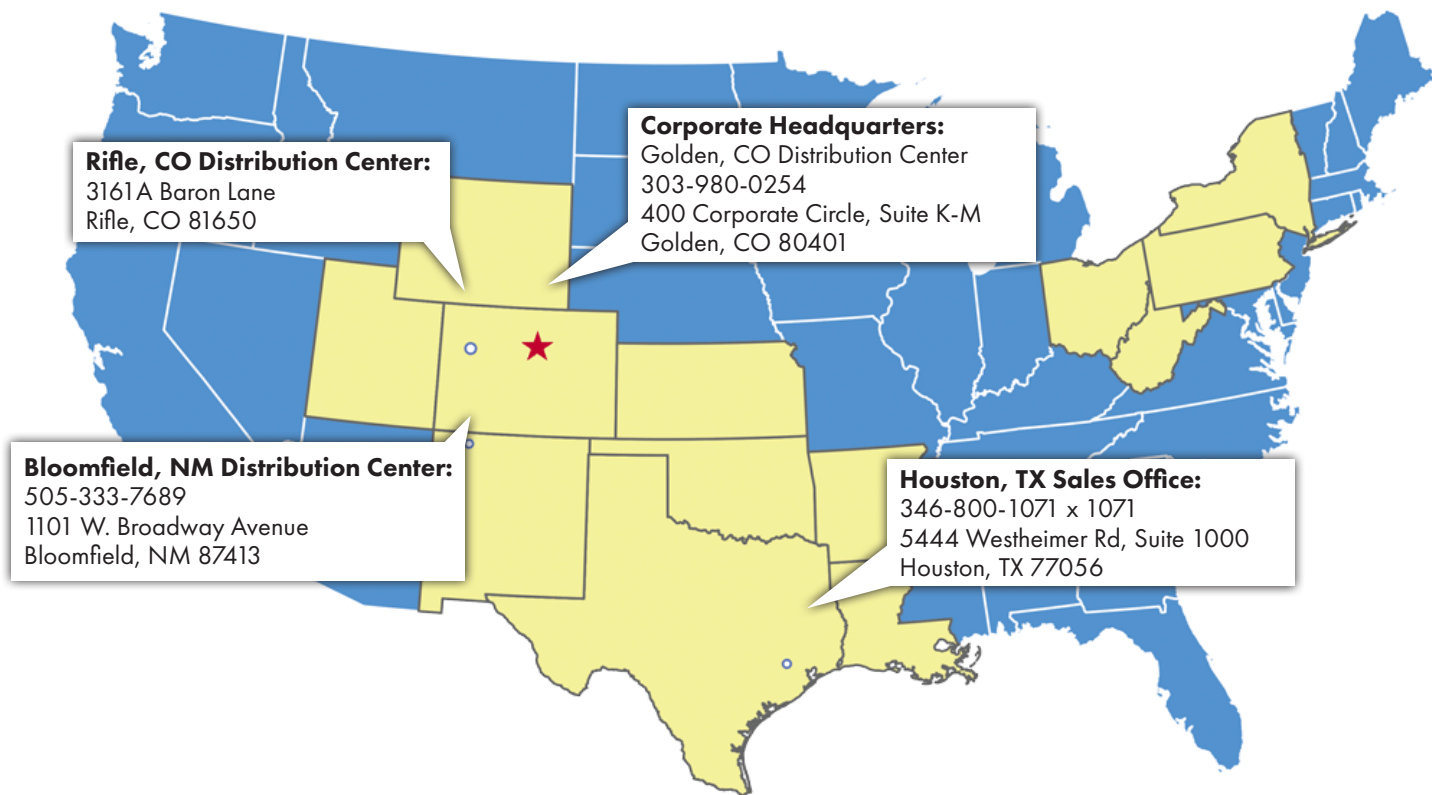 Rifle, CO Distribution Center:
3161A Baron Lane
Rifle, CO 81650
Corporate Headquarters:
Golden, CO Distribution Center
303-980-0254
400 Corporate Circle, Suite K-M
Golden, CO 80401
Bloomfield, NM Distribution Center:
505-333-7689
1101 W. Broadway Avenue
Bloomfield, NM 87413
Houston, TX Sales Office:
346-800-1071 x 1071
5444 Westheimer Rd, Suite 1000
Houston, TX 77056